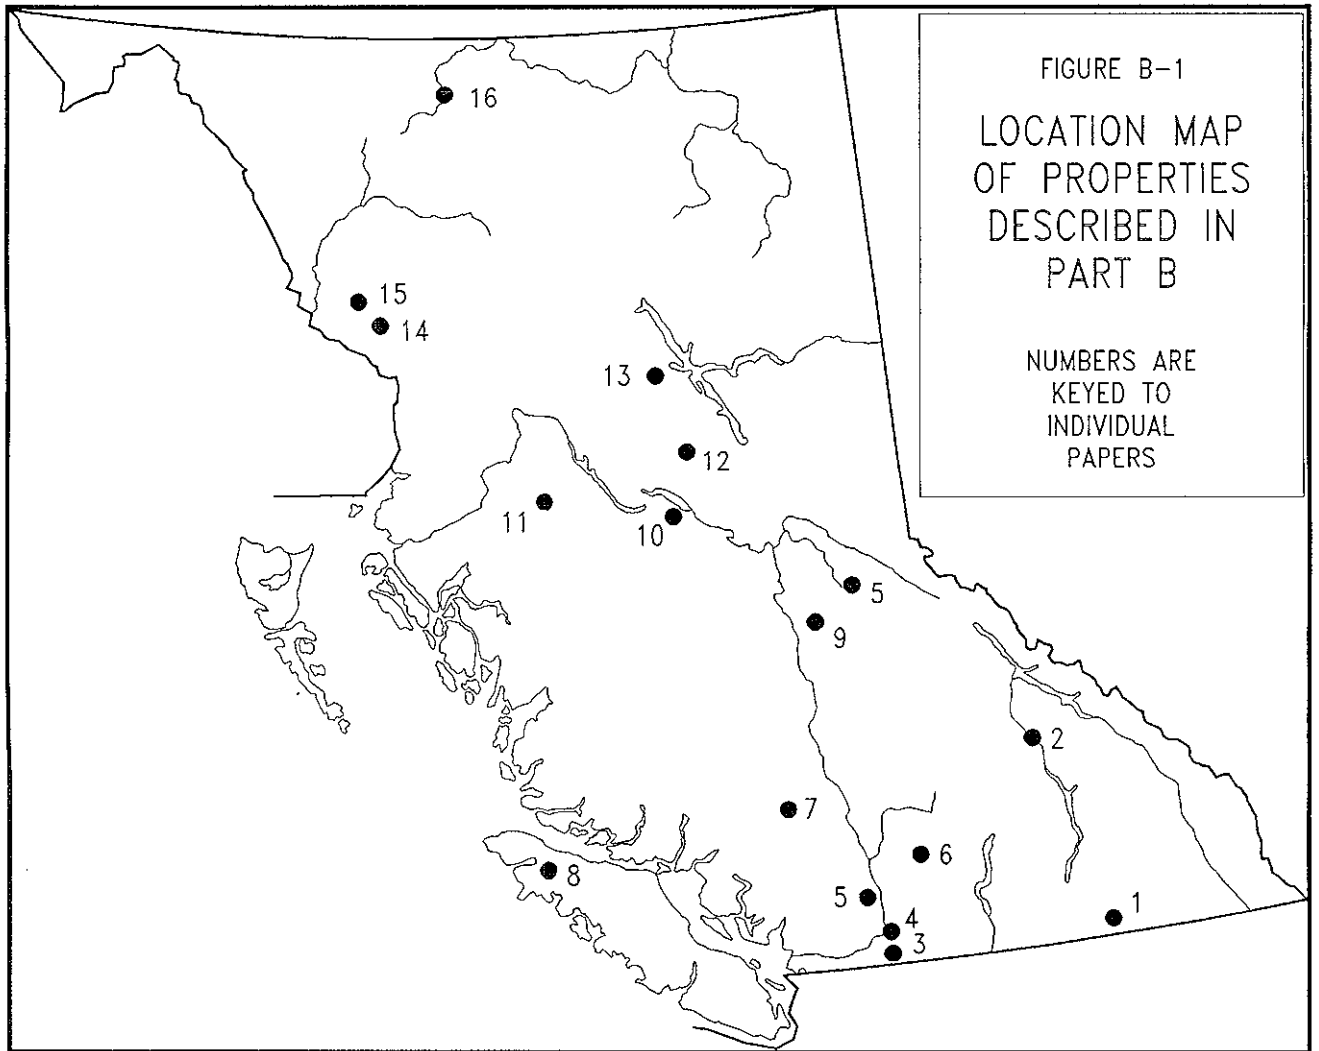 FIGURE B-1
LOCATION MAP
OF PROPERTIES
DESCRIBED IN
PART B
NUMBERS ARE
KEYED TO
INDIVIDUAL
PAPERS
16
15
14
13
12
11
10
5
9
2
7
6
8
5
4
1
3